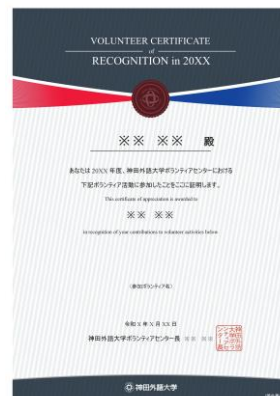 VOLUNTEER CERTIFICATE
of
RECOGNITION in 20XX
※※ ※※ 殿
あなたは 20XX 年度、神田外語大学ボランティアセンターにおける
下記ボランティア活動に参加したことをここに証明します。
This certificate of appreciation is awarded to
※※ ※※
in recognition of your contributions to volunteer activities below
(参加ボランティア名)
令和 X 年 X 月 XX 日
神田外語大学ボランティアセンター長 ※※ ※※
神田外語大学